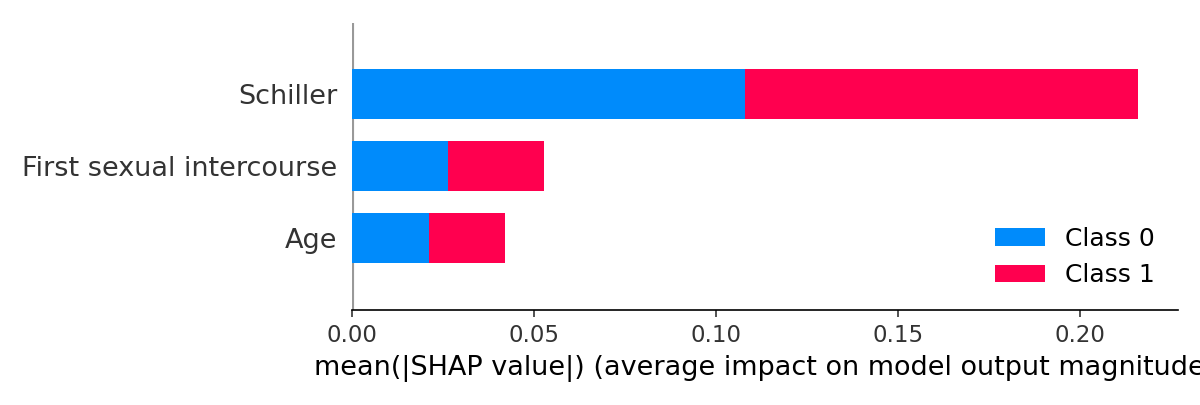 Schiller
First sexual intercourse
Age
Class 0
Class 1
0.00 0.05 0.10 0.15 0.20
mean(|SHAP value|) (average impact on model output magnitude